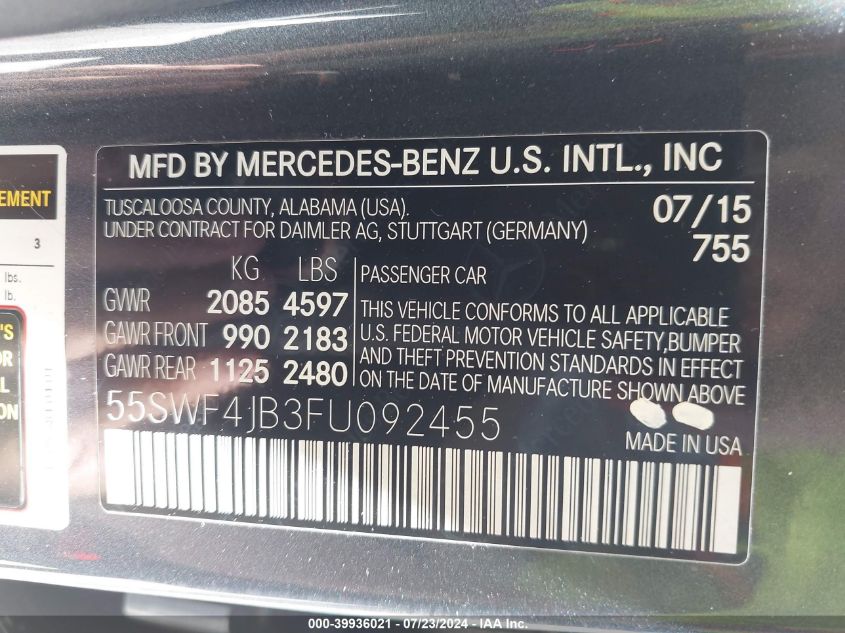 MFD BY MERCEDES-BENZ U.S. INTL., INC
TUSCALOOSA COUNTY, ALABAMA (USA).
UNDER CONTRACT FOR DAIMLER AG, STUTTGART (GERMANY)
07/15
755
KG LBS
GVWR 2085 4597
GAWR FRONT 990 2183
GAWR REAR 1125 2480
PASSENGER CAR
THIS VEHICLE CONFORMS TO ALL APPLICABLE
U.S. FEDERAL MOTOR VEHICLE SAFETY,BUMPER
AND THEFT PREVENTION STANDARDS IN EFFECT
ON THE DATE OF MANUFACTURE SHOWN ABOVE
55SWF4JB3FU092455
MADE IN USA
EMENT
3
lbs.
lb.
'S
OR
L
ON
000-39936021 - 07/23/2024 - IAAI.COM